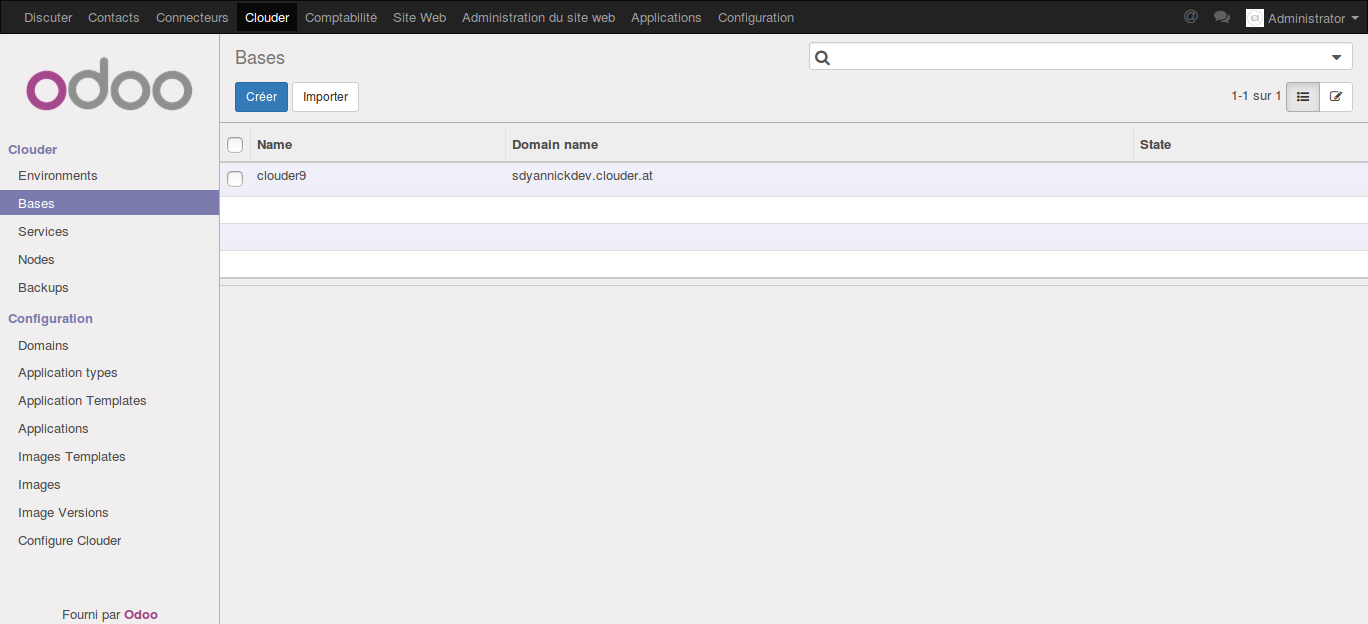 Discuter Contacts Connecteurs Clouder Comptabilité Site Web Administration du site web Applications Configuration @ Administrator
odoo
Bases
Créer Importer
1-1 sur 1
Clouder
Environments
Bases
Services
Nodes
Backups
Configuration
Domains
Application types
Application Templates
Applications
Images Templates
Images
Image Versions
Configure Clouder
Fourni par Odoo
Name Domain name State
clouder9 sdyannickdev.clouder.at